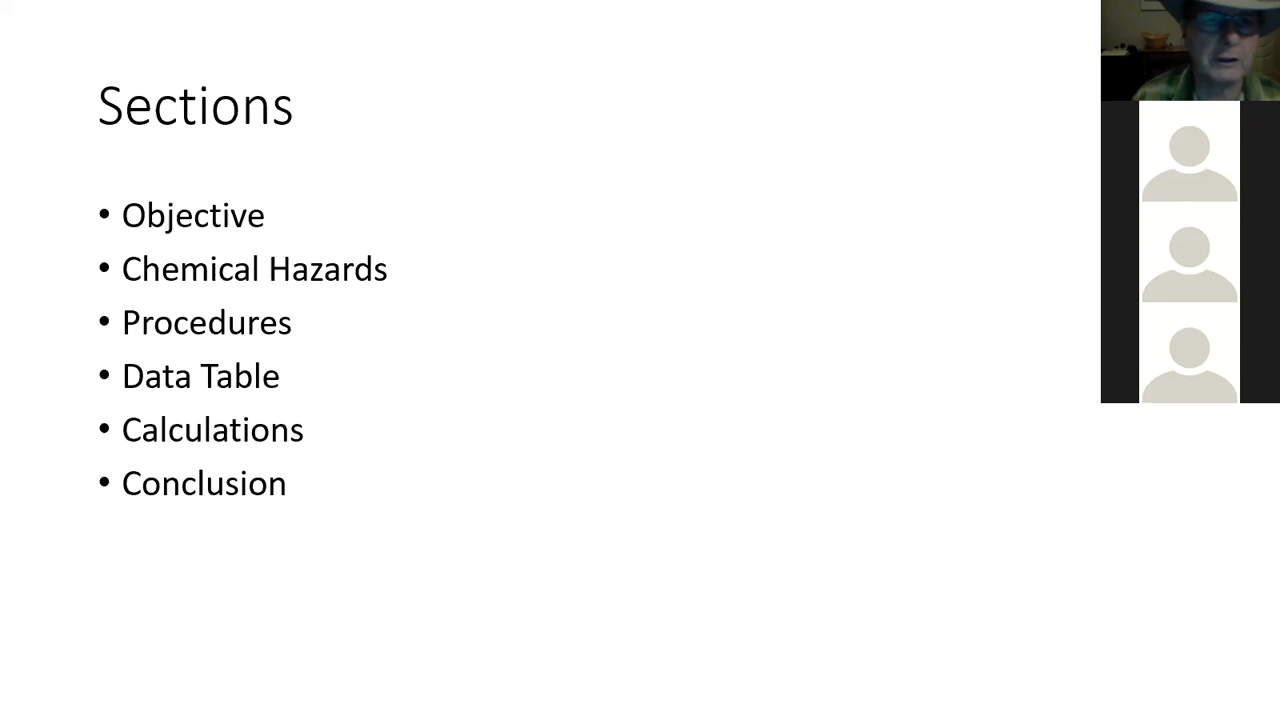 Sections
• Objective
• Chemical Hazards
• Procedures
• Data Table
• Calculations
• Conclusion